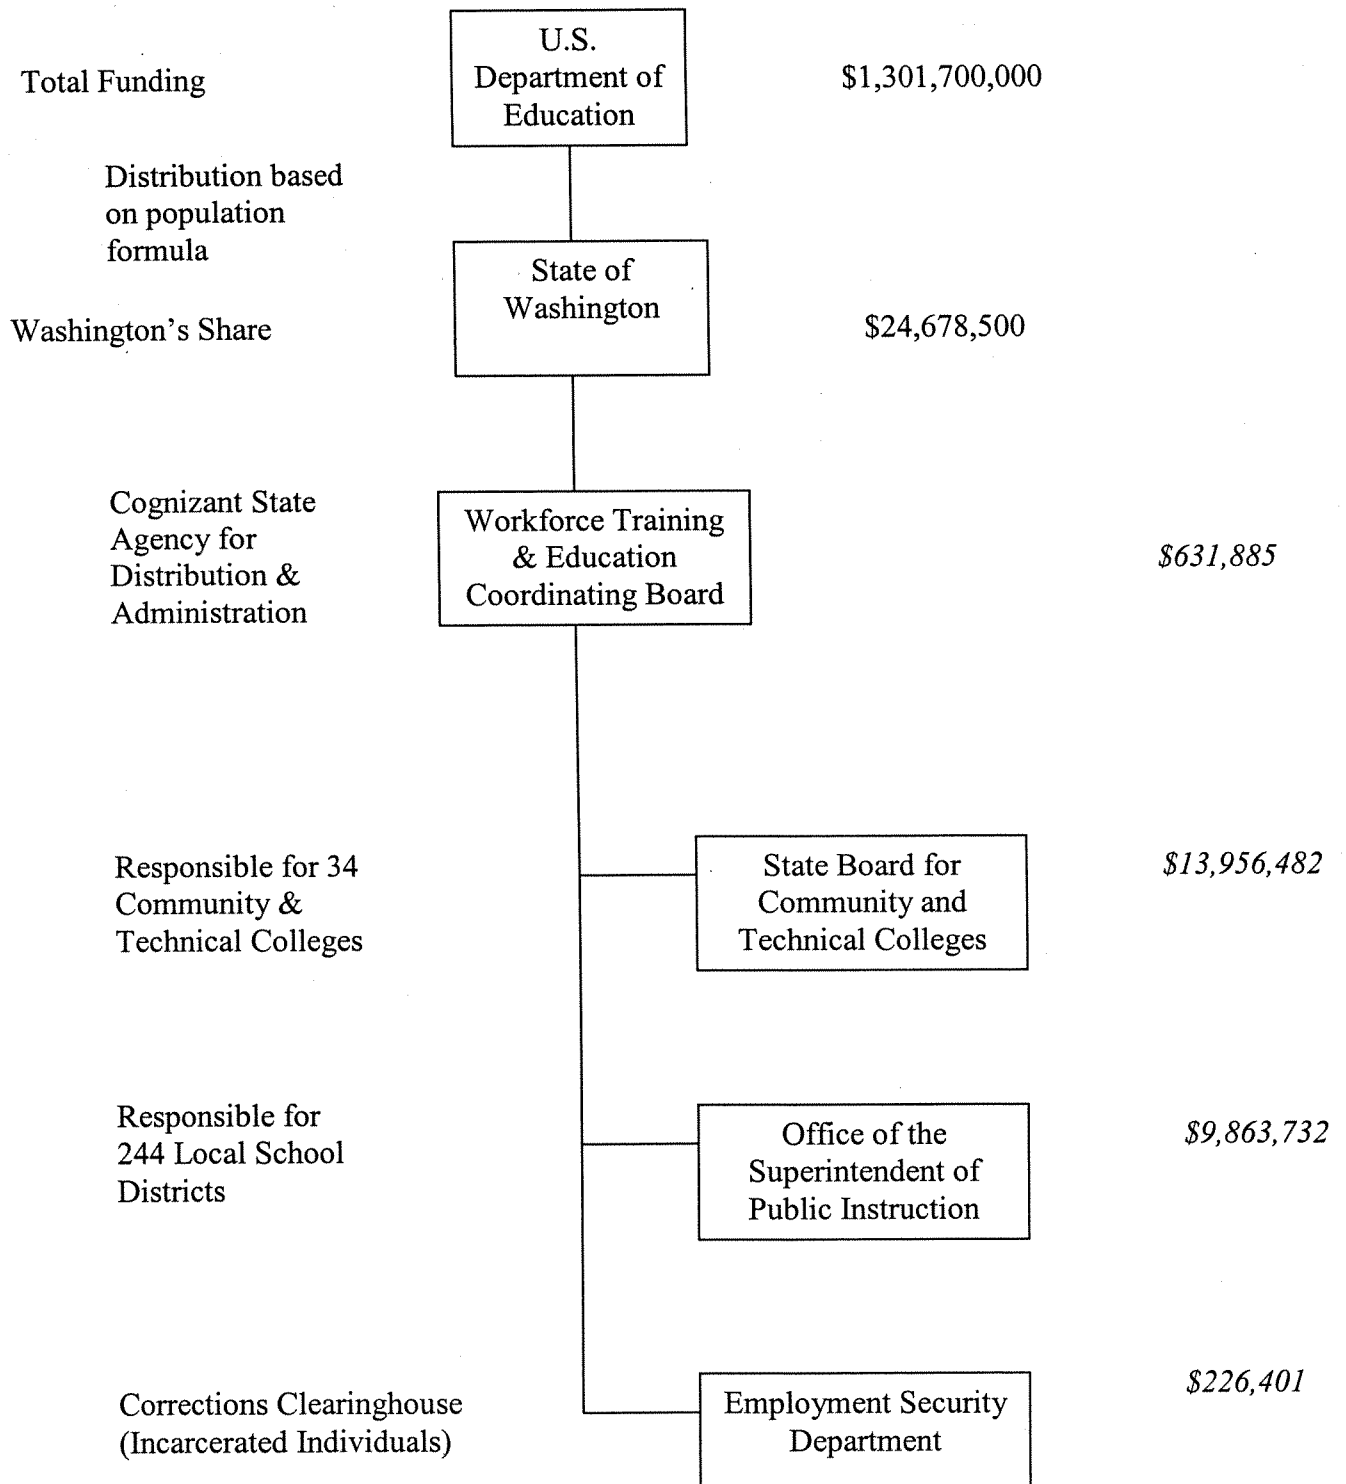 U.S.
Department of
Education
Total Funding
$1,301,700,000
Distribution based
on population
formula
State of
Washington
Washington's Share
$24,678,500
Cognizant State
Agency for
Distribution &
Administration
Workforce Training
& Education
Coordinating Board
$631,885
Responsible for 34
Community &
Technical Colleges
State Board for
Community and
Technical Colleges
$13,956,482
Responsible for
244 Local School
Districts
Office of the
Superintendent of
Public Instruction
$9,863,732
Corrections Clearinghouse
(Incarcerated Individuals)
Employment Security
Department
$226,401